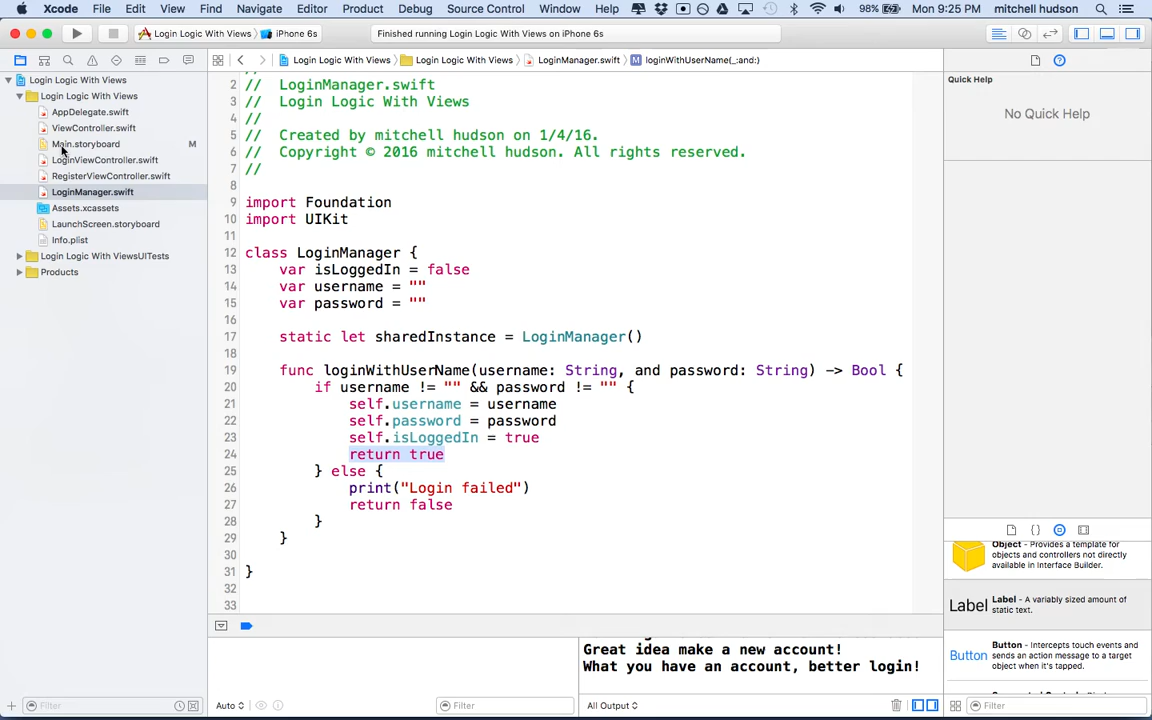 Xcode File Edit View Find Navigate Editor Product Debug Source Control Window Help 98% Mon 9:25 PM mitchell hudson
Login Logic With Views iPhone 6s Finished running Login Logic With Views on iPhone 6s
Login Logic With Views Login Logic With Views LoginManager.swift M loginWithUserName(_:and:)
Login Logic With Views
Login Logic With Views
AppDelegate.swift
ViewController.swift
Main.storyboard M
LoginViewController.swift
RegisterViewController.swift
LoginManager.swift
Assets.xcassets
LaunchScreen.storyboard
Info.plist
Login Logic With ViewsUITests
Products
Filter
2 // LoginManager.swift
3 // Login Logic With Views
4 //
5 // Created by mitchell hudson on 1/4/16.
6 // Copyright © 2016 mitchell hudson. All rights reserved.
7 //
8
9 import Foundation
10 import UIKit
11
12 class LoginManager {
13 var isLoggedIn = false
14 var username = ""
15 var password = ""
16
17 static let sharedInstance = LoginManager()
18
19 func loginWithUserName(username: String, and password: String) -> Bool {
20 if username != "" && password != "" {
21 self.username = username
22 self.password = password
23 self.isLoggedIn = true
24 return true
25 } else {
26 print("Login failed")
27 return false
28 }
29 }
30
31 }
32
33
Great idea make a new account!
What you have an account, better login!
Auto Filter All Output
Quick Help
No Quick Help
Object - Provides a template for
objects and controllers not directly
available in Interface Builder.
Label Label - A variably sized amount of
static text.
Button Button - Intercepts touch events and
sends an action message to a target
object when it's tapped.
Filter